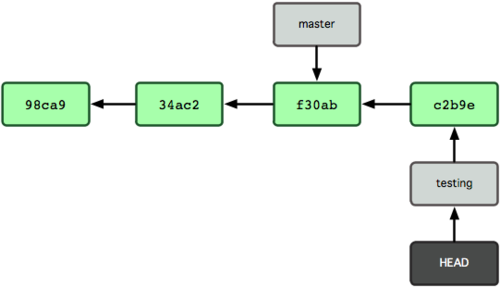 master
98ca9
34ac2
f30ab
c2b9e
testing
HEAD